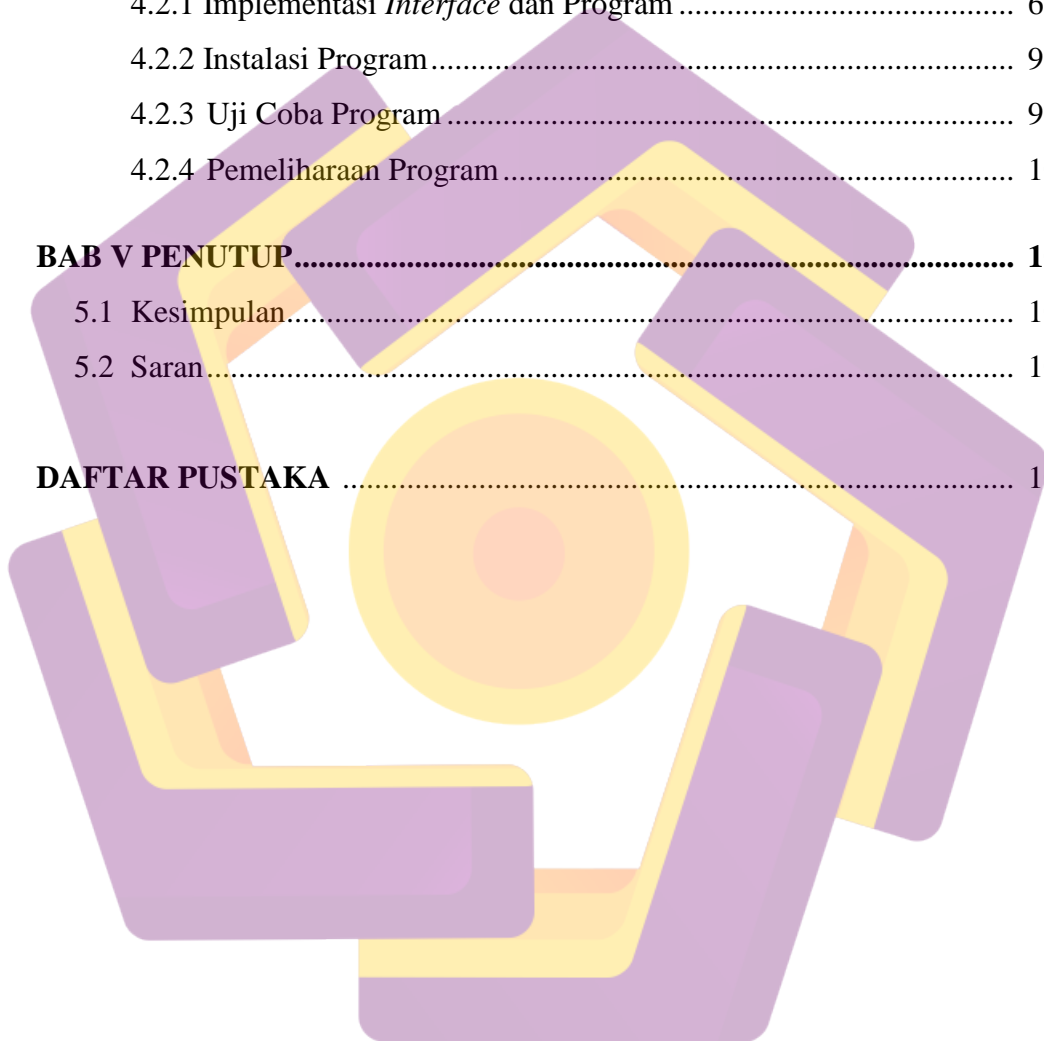 4.2.1 Implementasi Interface dan Program ........................................ 6
4.2.2 Instalasi Program ........................................ 9
4.2.3 Uji Coba Program ........................................ 9
4.2.4 Pemeliharaan Program ........................................ 1
BAB V PENUTUP ........................................ 1
5.1 Kesimpulan ........................................ 1
5.2 Saran ........................................ 1
DAFTAR PUSTAKA ........................................ 1